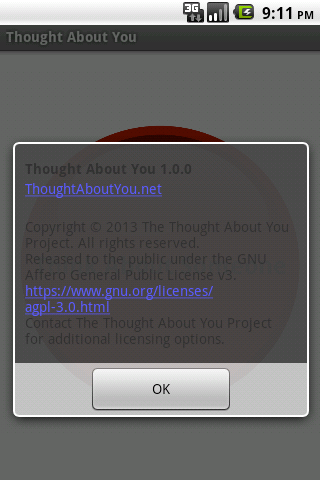 3G 9:11 PM
Thought About You
Thought About You 1.0.0
ThoughtAboutYou.net
Copyright © 2013 The Thought About You
Project. All rights reserved.
Released to the public under the GNU
Affero General Public License v3.
https://www.gnu.org/licenses/
agpl-3.0.html
Contact The Thought About You Project
for additional licensing options.
OK